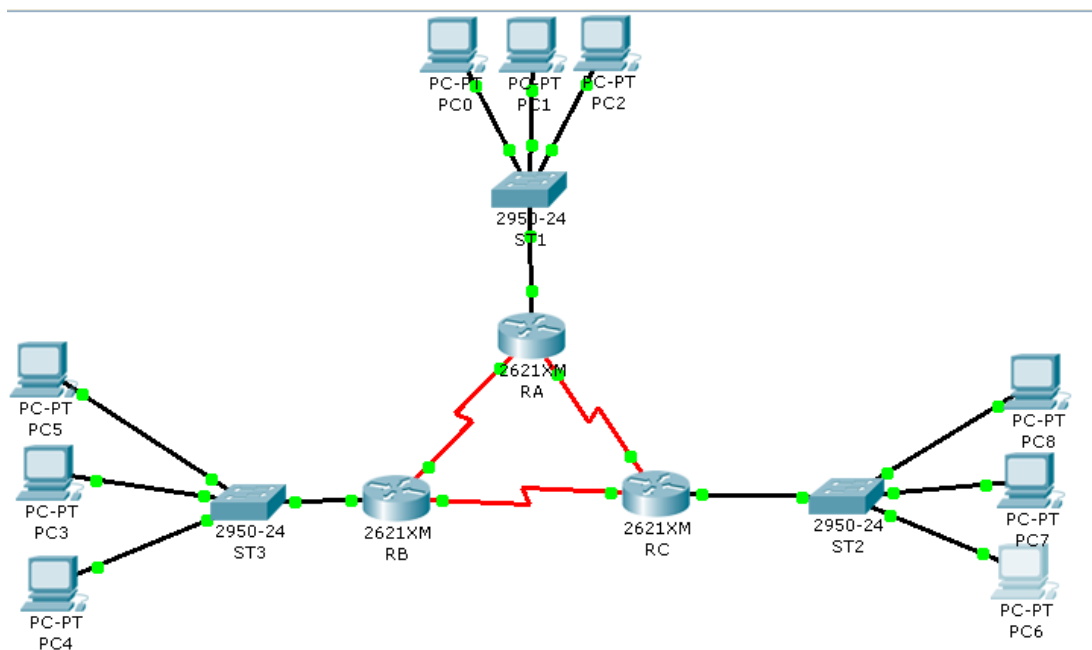 PC-PT
PC0
PC-PT
PC1
PC-PT
PC2
2950-24
ST1
2621XM
RA
PC-PT
PC5
PC-PT
PC3
PC-PT
PC4
2950-24
ST3
2621XM
RB
2621XM
RC
2950-24
ST2
PC-PT
PC8
PC-PT
PC7
PC-PT
PC6